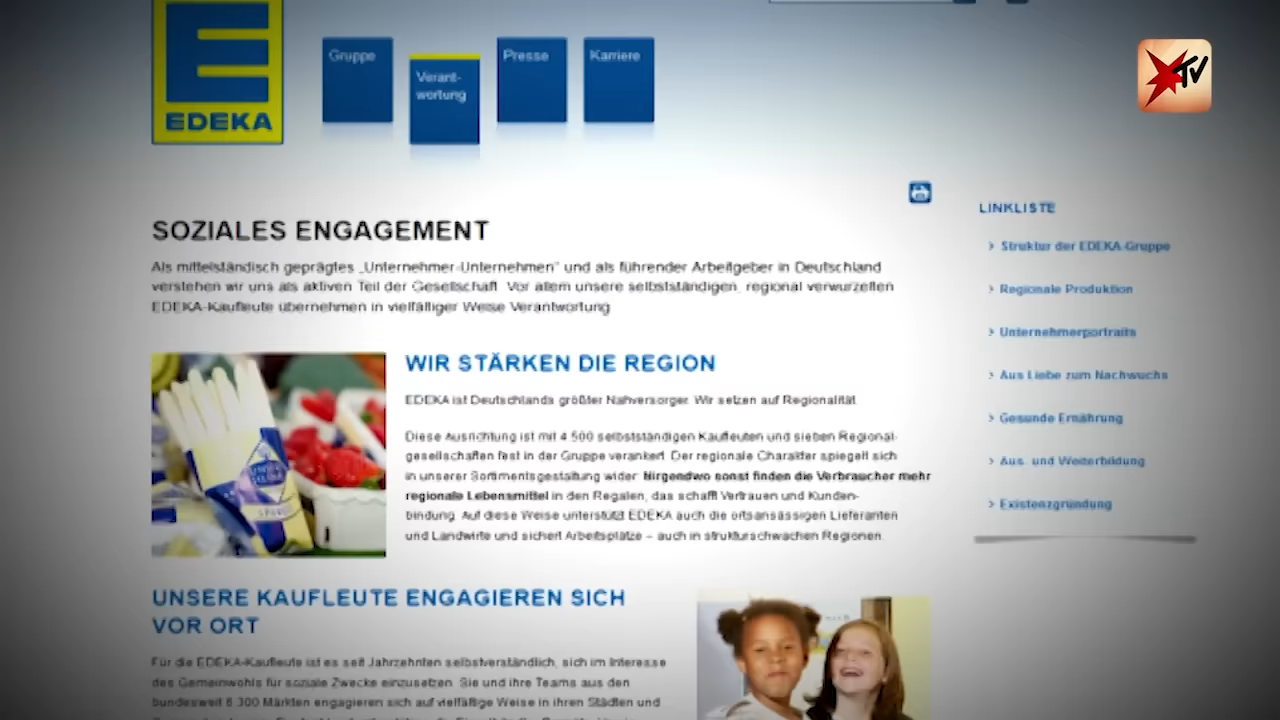 EDEKA
Gruppe
Verant-
wortung
Presse
Karriere
TV
SOZIALES ENGAGEMENT
Als mittelständisch geprägtes „Unternehmer-Unternehmen“ und als führender Arbeitgeber in Deutschland
verstehen wir uns als aktiven Teil der Gesellschaft. Vor allem unsere selbstständigen, regional verwurzelten
EDEKA-Kaufleute übernehmen in vielfältiger Weise Verantwortung.
WIR STÄRKEN DIE REGION
EDEKA ist Deutschlands größter Nahversorger. Wir setzen auf Regionalität.
Diese Ausrichtung ist mit 4.500 selbstständigen Kaufleuten und sieben Regional-
gesellschaften fest in der Gruppe verankert. Der regionale Charakter spiegelt sich
in unserer Sortimentsgestaltung wider: Nirgendwo sonst finden die Verbraucher mehr
regionale Lebensmittel in den Regalen, das schafft Vertrauen und Kunden-
bindung. Auf diese Weise unterstützt EDEKA auch die ortsansässigen Lieferanten
und Landwirte und sichert Arbeitsplätze – auch in strukturschwachen Regionen.
UNSERE KAUFLEUTE ENGAGIEREN SICH
VOR ORT
Für die EDEKA-Kaufleute ist es seit Jahrzehnten selbstverständlich, sich im Interesse
des Gemeinwohls für soziale Zwecke einzusetzen. Sie und ihre Teams aus den
bundesweit 6.300 Märkten engagieren sich auf vielfältige Weise in ihren Städten und
LINKLISTE
Struktur der EDEKA-Gruppe
Regionale Produktion
Unternehmerportraits
Aus Liebe zum Nachwuchs
Gesunde Ernährung
Aus- und Weiterbildung
Existenzgründung